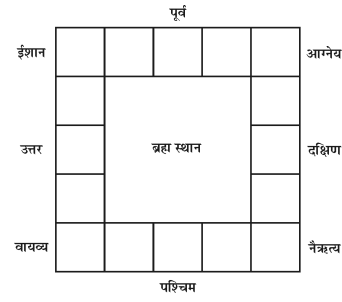 पूर्व
ईशान
आग्नेय
उत्तर
ब्रह्मा स्थान
दक्षिण
वायव्य
नैऋत्य
पश्चिम